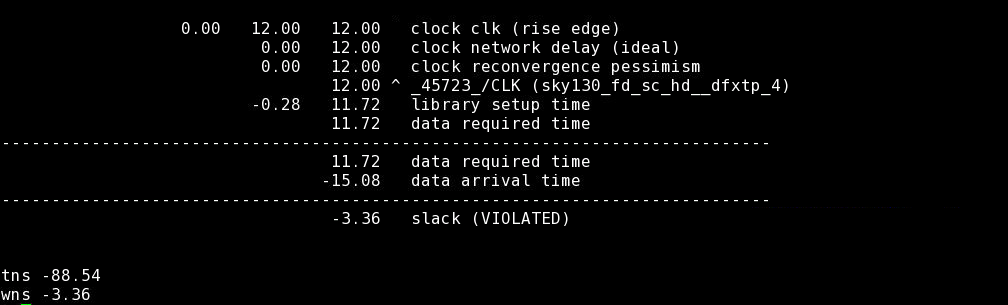 0.00 12.00 12.00 clock clk (rise edge)
0.00 12.00 clock network delay (ideal)
0.00 12.00 clock reconvergence pessimism
12.00 ^ _45723_/CLK (sky130_fd_sc_hd__dfxtp_4)
-0.28 11.72 library setup time
11.72 data required time
-----------------------------------------------------------------------------
11.72 data required time
-15.08 data arrival time
-----------------------------------------------------------------------------
-3.36 slack (VIOLATED)
tns -88.54
wns -3.36